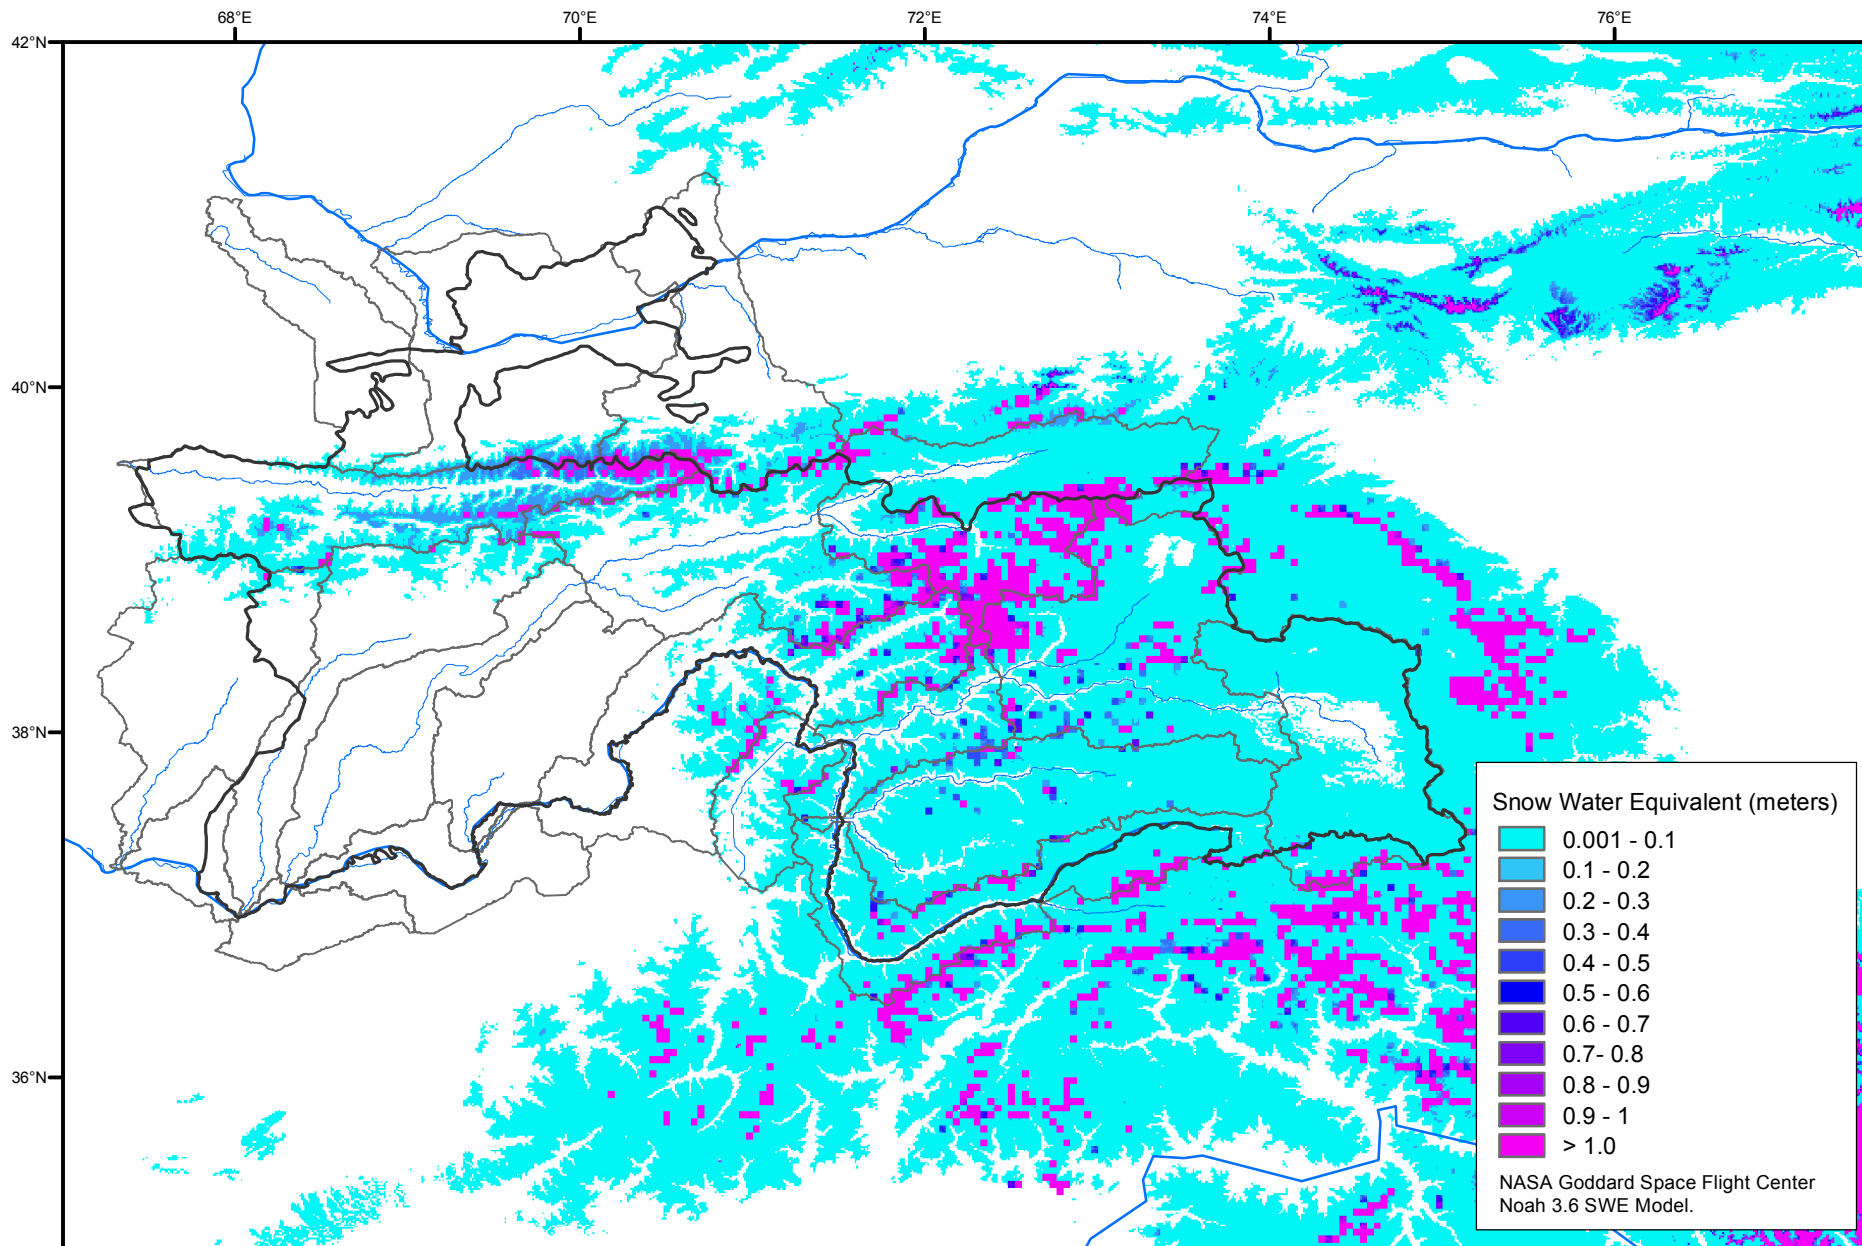 68°E
70°E
72°E
74°E
76°E
42°N
40°N
38°N
36°N
Snow Water Equivalent (meters)
0.001 - 0.1
0.1 - 0.2
0.2 - 0.3
0.3 - 0.4
0.4 - 0.5
0.5 - 0.6
0.6 - 0.7
0.7- 0.8
0.8 - 0.9
0.9 - 1
> 1.0
NASA Goddard Space Flight Center
Noah 3.6 SWE Model.